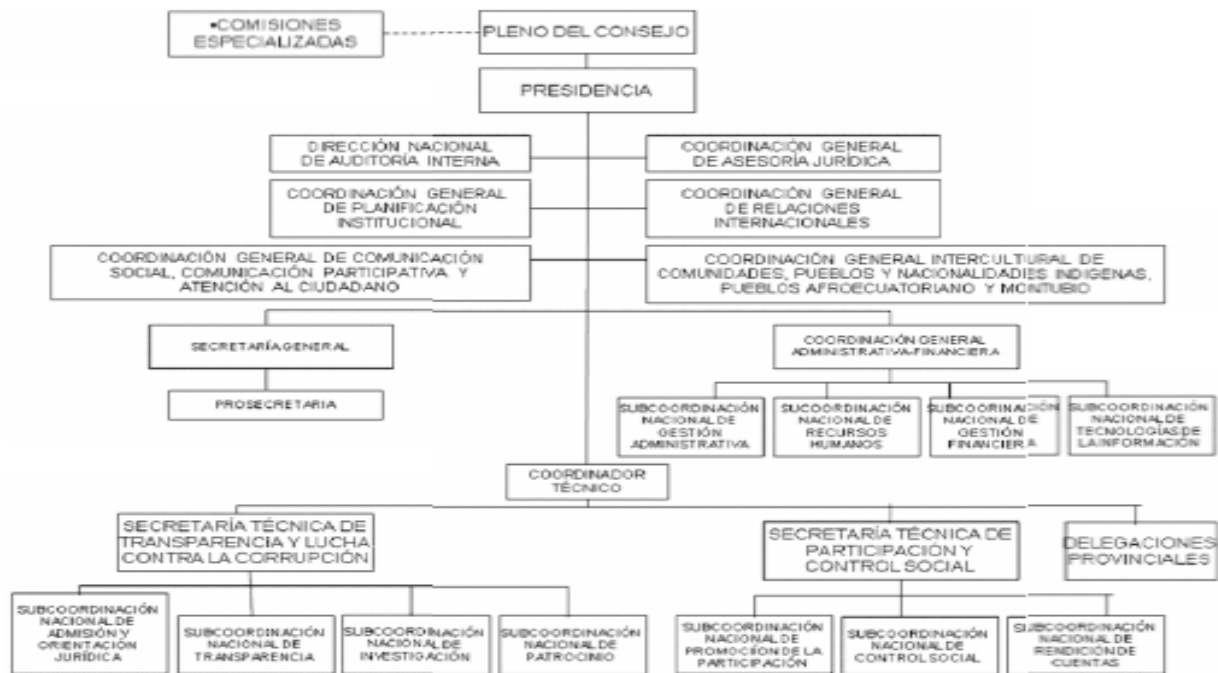 •COMISIONES
ESPECIALIZADAS
PLENO DEL CONSEJO
PRESIDENCIA
DIRECCIÓN NACIONAL
DE AUDITORÍA INTERNA
COORDINACIÓN GENERAL
DE ASESORÍA JURÍDICA
COORDINACIÓN GENERAL
DE PLANIFICACIÓN
INSTITUCIONAL
COORDINACIÓN GENERAL
DE RELACIONES
INTERNACIONALES
COORDINACIÓN GENERAL DE COMUNICACIÓN
SOCIAL, COMUNICACIÓN PARTICIPATIVA Y
ATENCIÓN AL CIUDADANO
COORDINACIÓN GENERAL INTERCULTURAL DE
COMUNIDADES, PUEBLOS Y NACIONALIDADES INDIGENAS,
PUEBLOS AFROECUATORIANO Y MONTUBIO
SECRETARÍA GENERAL
COORDINACIÓN GENERAL
ADMINISTRATIVA-FINANCIERA
PROSECRETARIA
SUBCOORDINACIÓN
NACIONAL DE
GESTIÓN
ADMINISTRATIVA
SUCOORDINACIÓN
NACIONAL DE
RECURSOS
HUMANOS
SUBCOORINACIÓN
NACIONAL DE
GESTIÓN
FINANCIERA
SUBCOORDINACIÓN
NACIONAL DE
TECNOLOGÍAS DE
LA INFORMACIÓN
COORDINADOR
TÉCNICO
SECRETARÍA TÉCNICA DE
TRANSPARENCIA Y LUCHA
CONTRA LA CORRUPCIÓN
SECRETARÍA TÉCNICA DE
PARTICIPACIÓN Y
CONTROL SOCIAL
DELEGACIONES
PROVINCIALES
SUBCOORDINACIÓN
NACIONAL DE
ADMISIÓN Y
ORIENTACIÓN
JURÍDICA
SUBCOORDINACIÓN
NACIONAL DE
TRANSPARENCIA
SUBCOORDINACIÓN
NACIONAL DE
INVESTIGACIÓN
SUBCOORDINACIÓN
NACIONAL DE
PATROCINIO
SUBCOORDINACIÓN
NACIONAL DE
PROMOCIÓN DE LA
PARTICIPACIÓN
SUBCOORDINACIÓN
NACIONAL DE
CONTROL SOCIAL
SUBCOORDINACIÓN
NACIONAL DE
RENDICIÓN DE
CUENTAS